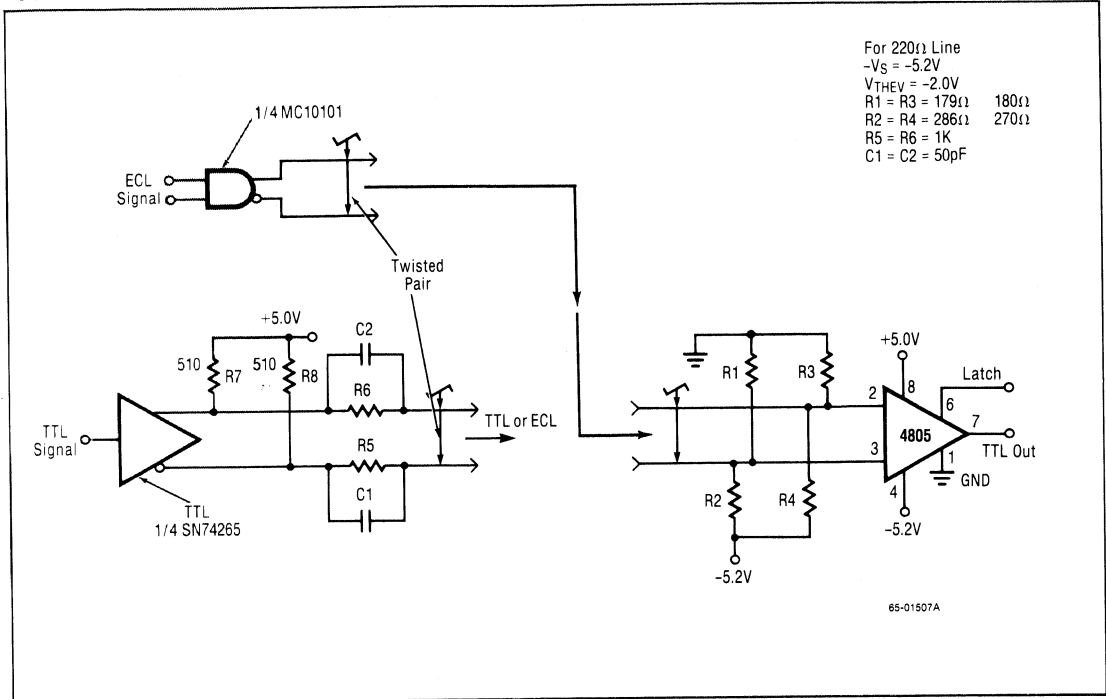 For 220Ω Line
-VS = -5.2V
VTHEV = -2.0V
R1 = R3 = 179Ω 180Ω
R2 = R4 = 286Ω 270Ω
R5 = R6 = 1K
C1 = C2 = 50pF
1/4 MC10101
ECL
Signal
Twisted
Pair
+5.0V
C2
510
R7
510
R8
R6
TTL
Signal
R5
C1
TTL or ECL
TTL
1/4 SN74265
R1
R3
+5.0V
8
Latch
2
6
4805
7
TTL Out
3
1
GND
4
R2
R4
-5.2V
-5.2V
65-01507A